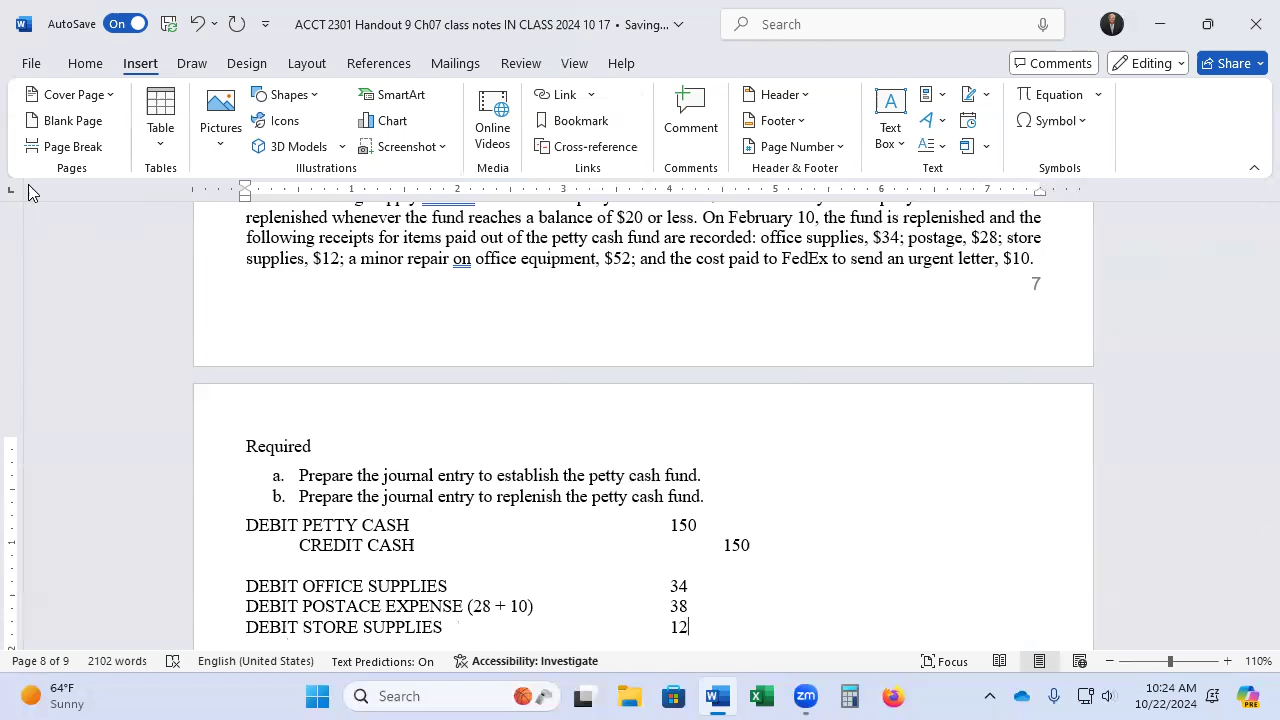 AutoSave On ACCT 2301 Handout 9 Ch07 class notes IN CLASS 2024 10 17 • Saving... Search
File Home Insert Draw Design Layout References Mailings Review View Help Comments Editing Share
Cover Page
Blank Page
Page Break
Pages
Table
Tables
Pictures
Shapes
Icons
3D Models
SmartArt
Chart
Screenshot
Illustrations
Online
Videos
Media
Link
Bookmark
Cross-reference
Links
Comment
Comments
Header
Footer
Page Number
Header & Footer
A
Text
Box
Text
Equation
Symbol
Symbols
1 2 3 4 5 6 7
replenished whenever the fund reaches a balance of $20 or less. On February 10, the fund is replenished and the
following receipts for items paid out of the petty cash fund are recorded: office supplies, $34; postage, $28; store
supplies, $12; a minor repair on office equipment, $52; and the cost paid to FedEx to send an urgent letter, $10.
7
Required
a. Prepare the journal entry to establish the petty cash fund.
b. Prepare the journal entry to replenish the petty cash fund.
DEBIT PETTY CASH 150
CREDIT CASH 150
DEBIT OFFICE SUPPLIES 34
DEBIT POSTACE EXPENSE (28 + 10) 38
DEBIT STORE SUPPLIES 12
Page 8 of 9 2102 words English (United States) Text Predictions: On Accessibility: Investigate Focus 110%
64°F
Sunny
Search
10:24 AM
10/22/2024